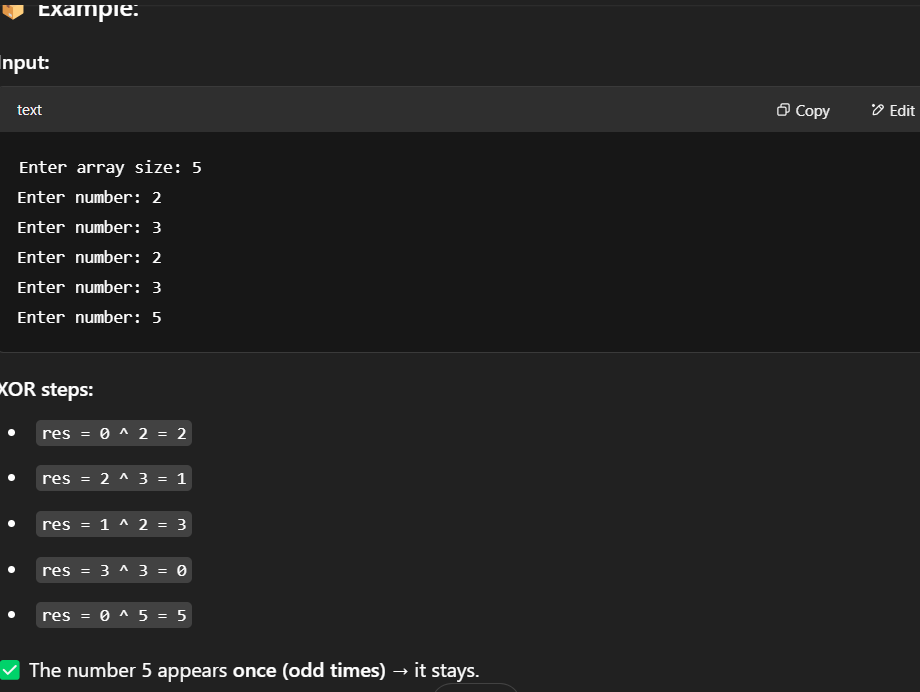 Example:
Input:
text
Copy
Edit
Enter array size: 5
Enter number: 2
Enter number: 3
Enter number: 2
Enter number: 3
Enter number: 5
XOR steps:
res = 0 ^ 2 = 2
res = 2 ^ 3 = 1
res = 1 ^ 2 = 3
res = 3 ^ 3 = 0
res = 0 ^ 5 = 5
The number 5 appears once (odd times) → it stays.